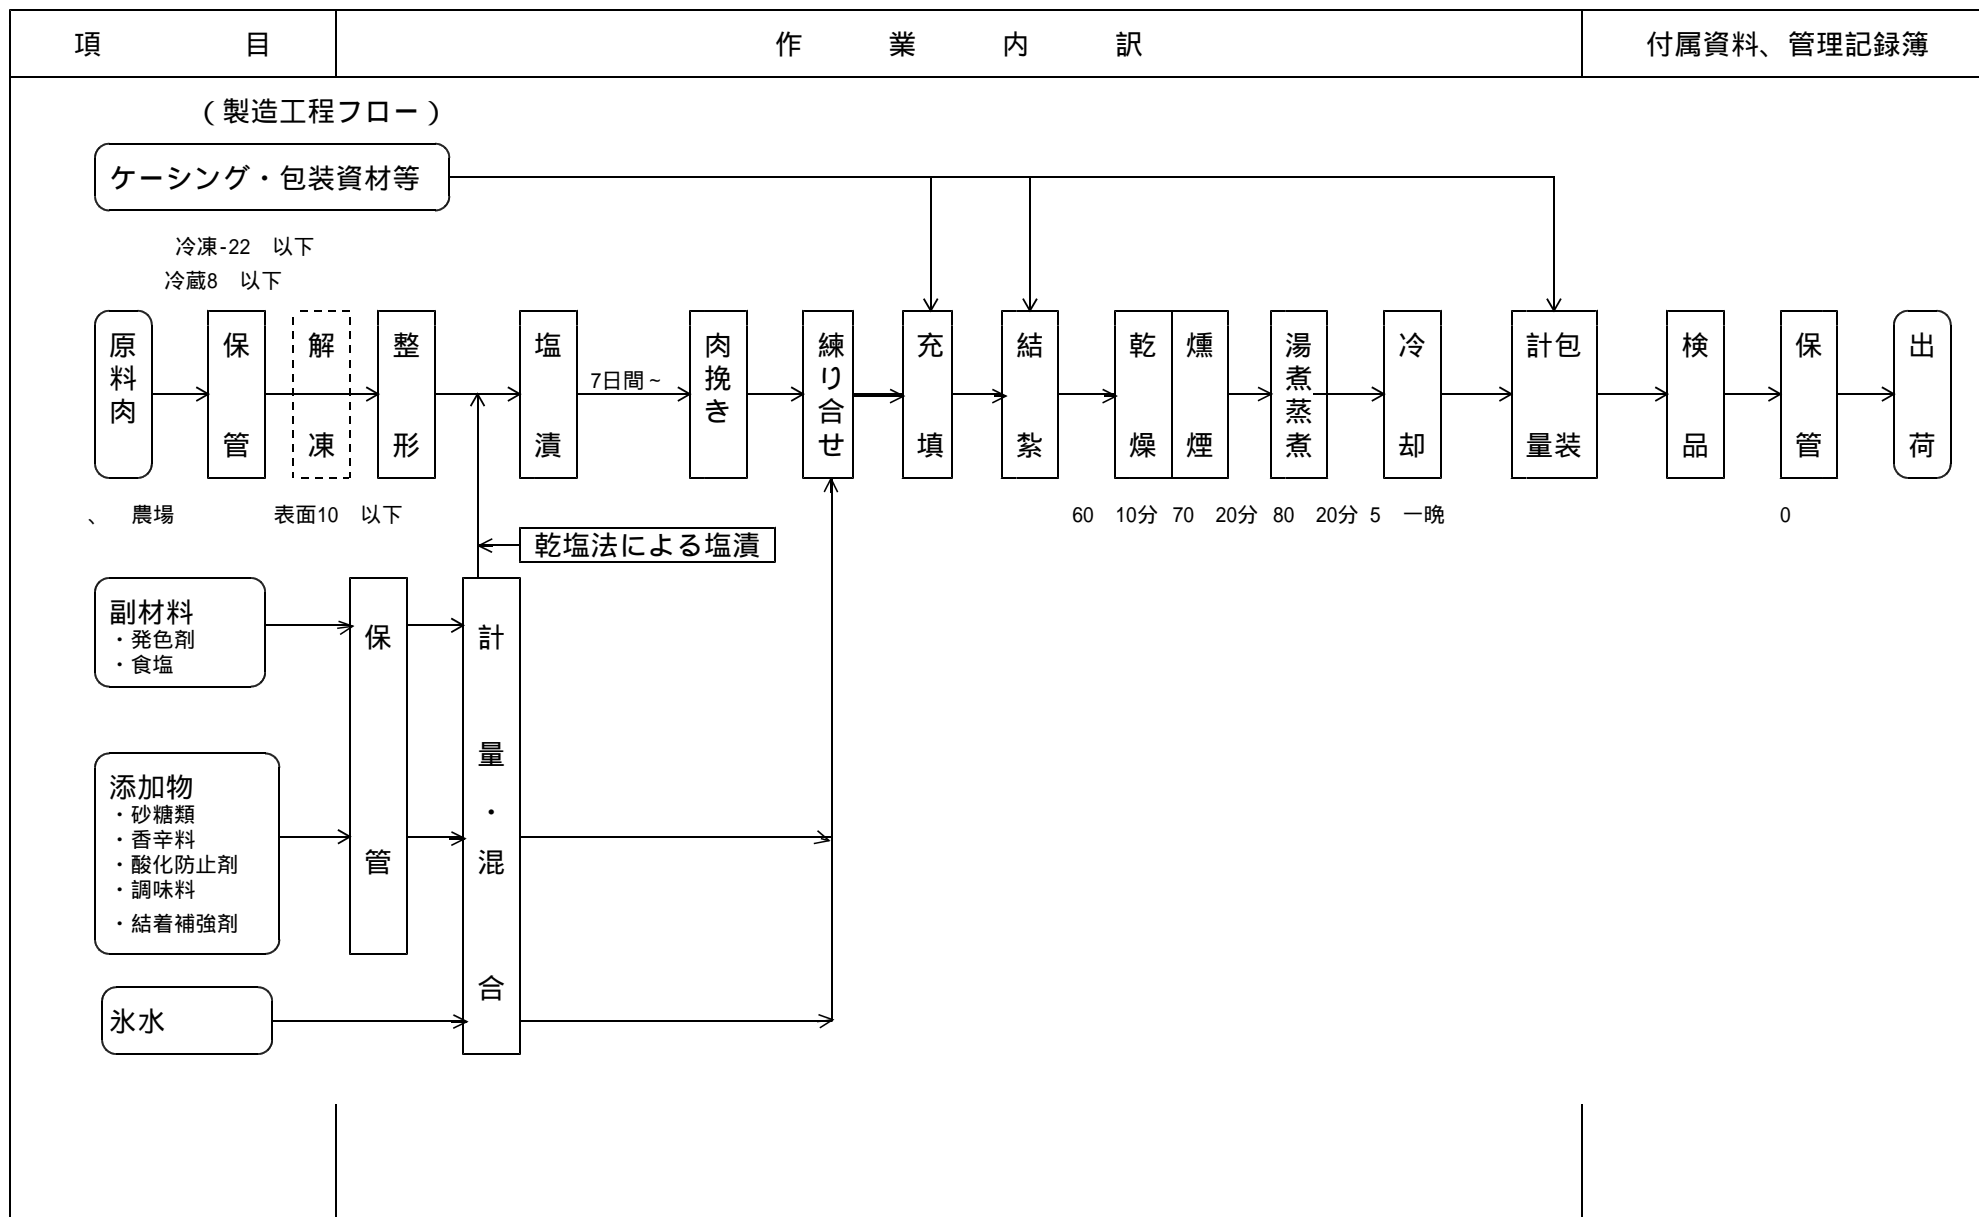 項　目　作　業　内　訳　付属資料、管理記録簿
（製造工程フロー）
ケーシング・包装資材等
冷凍-22　以下
冷蔵8　以下
原料肉
保管
解凍
整形
塩漬
7日間~
肉挽き
練り合せ
充填
結紮
乾燥
燻煙
湯煮蒸煮
冷却
計量
包装
検品
保管
出荷
、　農場
表面10　以下
60　10分
70　20分
80　20分
5　一晩
0
乾塩法による塩漬
副材料
・発色剤
・食塩
保管
計量・混合
添加物
・砂糖類
・香辛料
・酸化防止剤
・調味料
・結着補強剤
氷水